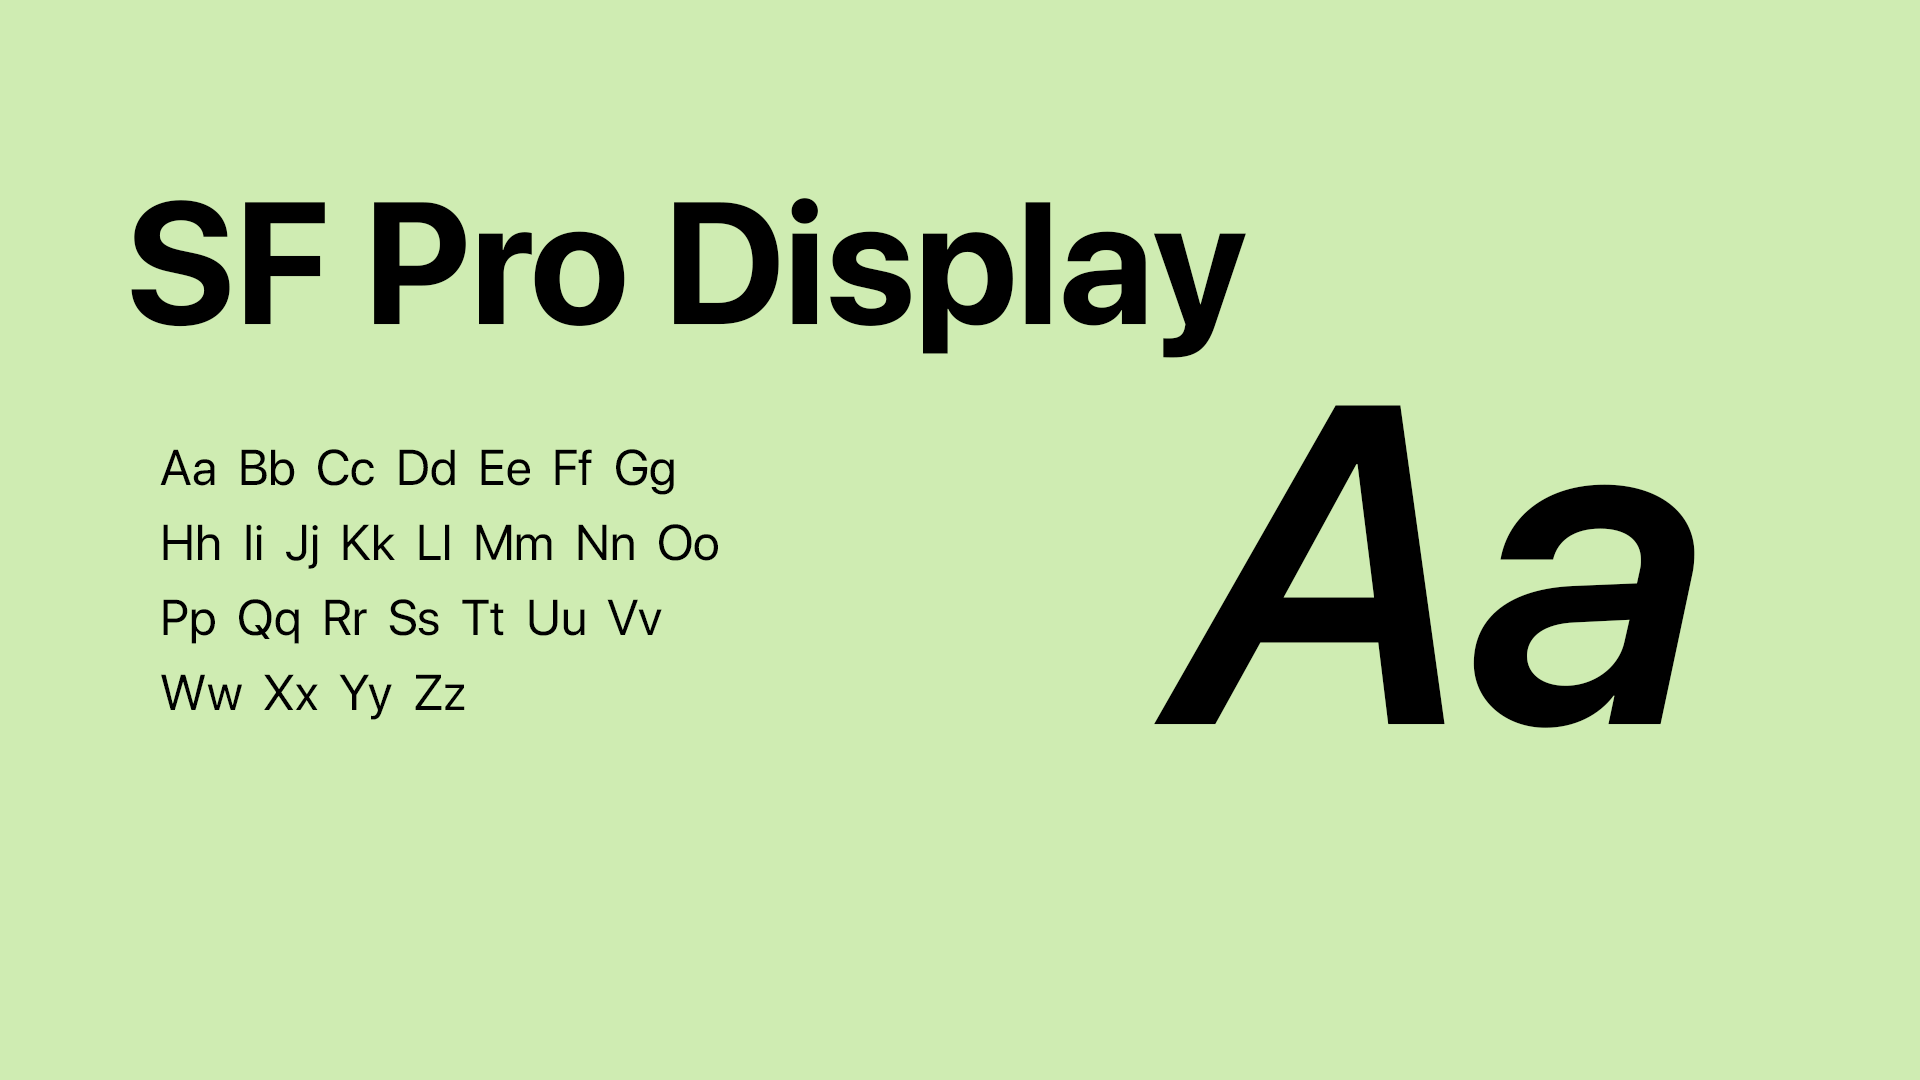 SF Pro Display
Aa Bb Cc Dd Ee Ff Gg
Hh Ii Jj Kk Ll Mm Nn Oo
Pp Qq Rr Ss Tt Uu Vv
Ww Xx Yy Zz
Aa